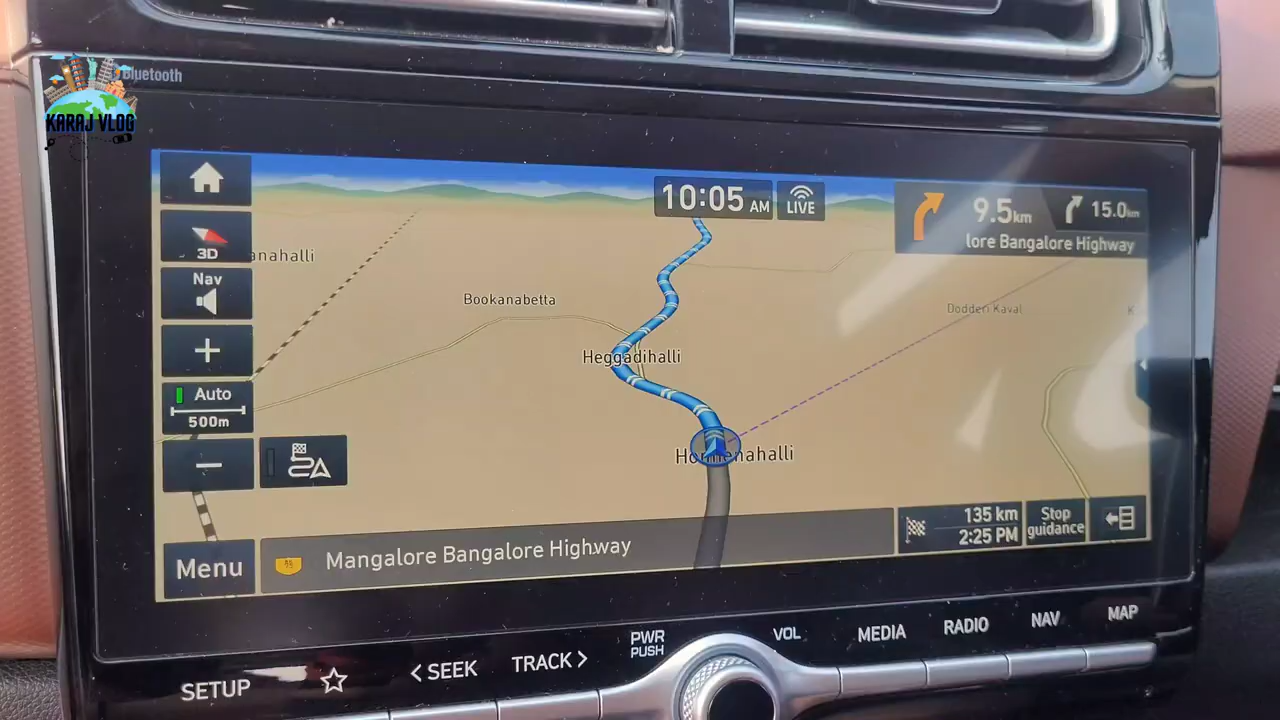 Bluetooth
KARAJ VLOG
10:05 AM
LIVE
9.5km
15.0km
lore Bangalore Highway
3D
anahalli
Nav
Bookanabetta
Dodderi Kaval
K
Heggadihalli
Auto
500m
135 km
2:25 PM
Stop
guidance
Menu
Mangalore Bangalore Highway
SETUP
SEEK
TRACK
PWR
PUSH
VOL
MEDIA
RADIO
NAV
MAP